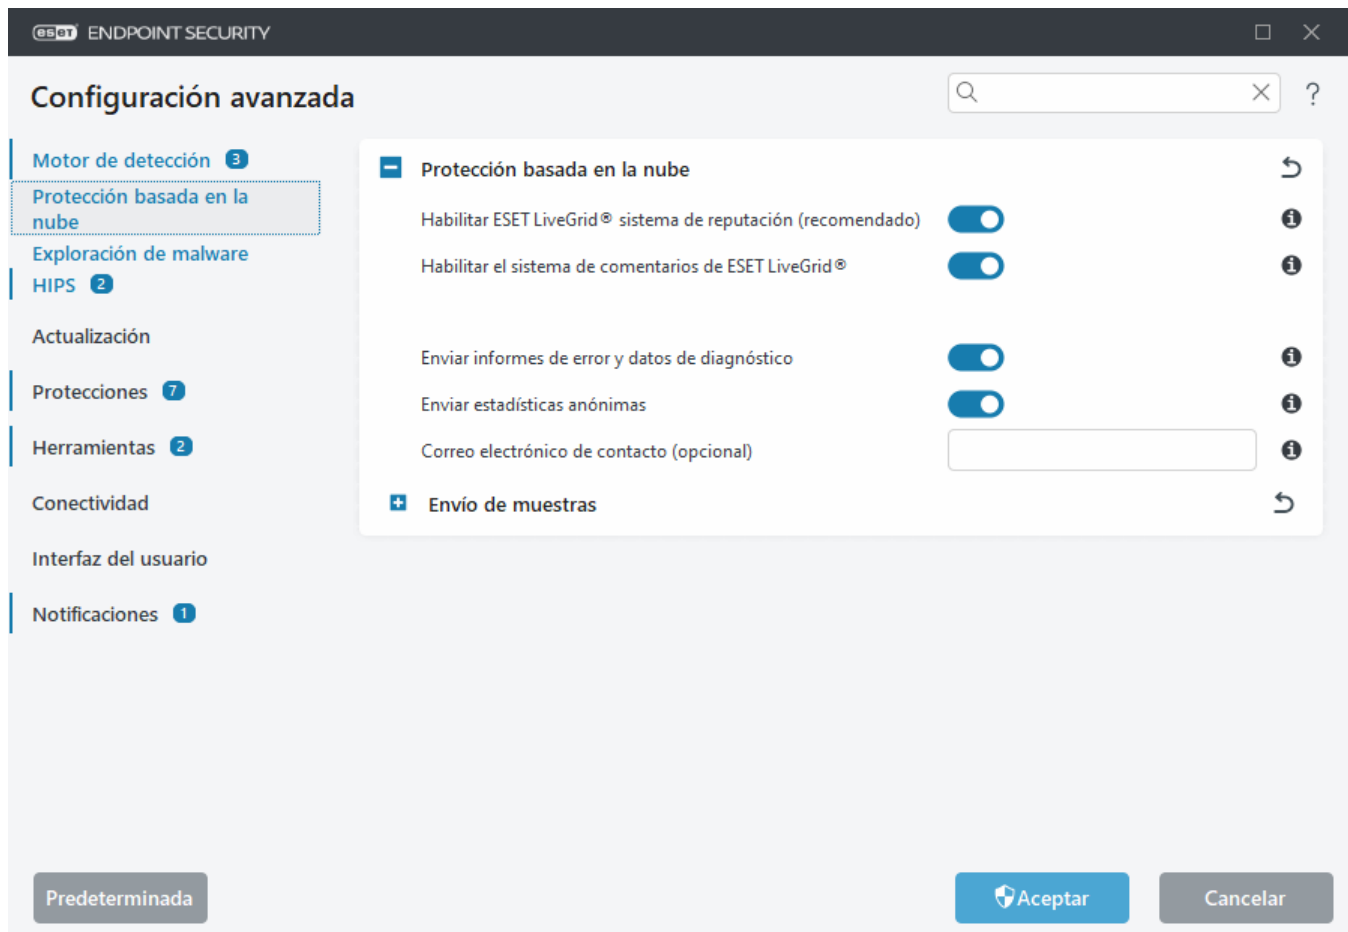 eset ENDPOINT SECURITY
Configuración avanzada
?
Motor de detección 3
Protección basada en la
nube
Exploración de malware
HIPS 2
Actualización
Protecciones 7
Herramientas 2
Conectividad
Interfaz del usuario
Notificaciones 1
Protección basada en la nube
Habilitar ESET LiveGrid® sistema de reputación (recomendado)
Habilitar el sistema de comentarios de ESET LiveGrid®
Enviar informes de error y datos de diagnóstico
Enviar estadísticas anónimas
Correo electrónico de contacto (opcional)
Envío de muestras
Predeterminada
Aceptar
Cancelar